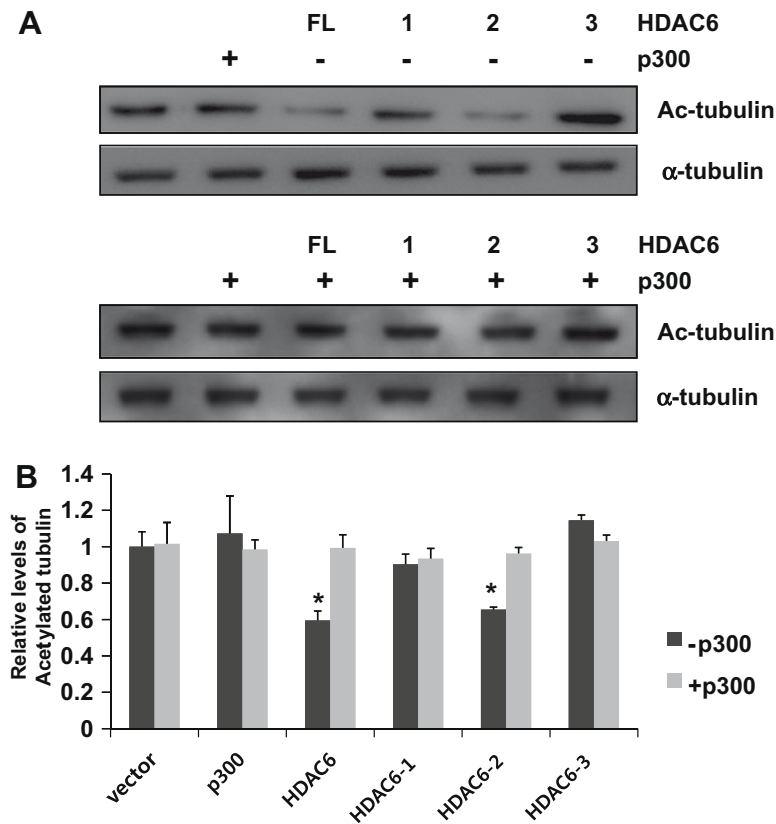 A
FL 1 2 3 HDAC6
+ - - - - p300
Ac-tubulin
α-tubulin
FL 1 2 3 HDAC6
+ + + + + p300
Ac-tubulin
α-tubulin
B
Relative levels of
Acetylated tubulin
1.4
1.2
1
0.8
0.6
0.4
0.2
0
* *
-p300
+p300
vector p300 HDAC6 HDAC6-1 HDAC6-2 HDAC6-3